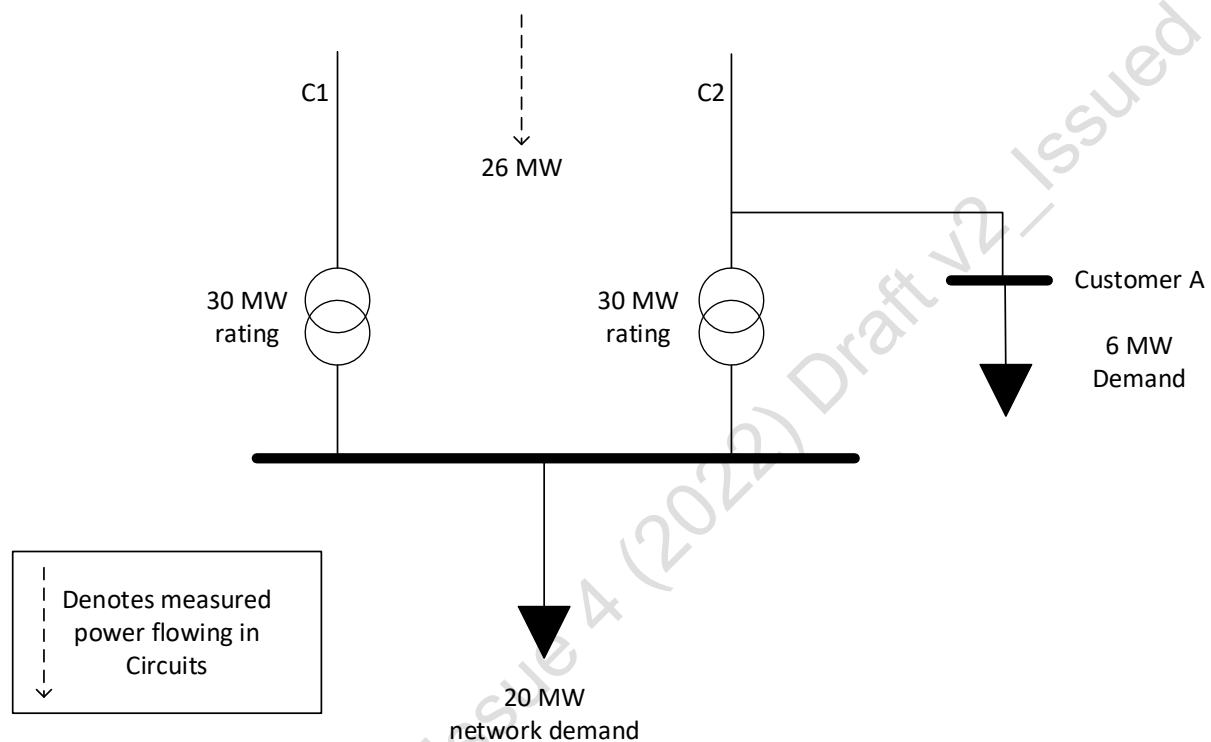 C1
C2
26 MW
30 MW
rating
30 MW
rating
Customer A
6 MW
Demand
Denotes measured
power flowing in
Circuits
20 MW
network demand
Issue 4 (2022) Draft v2_Issued